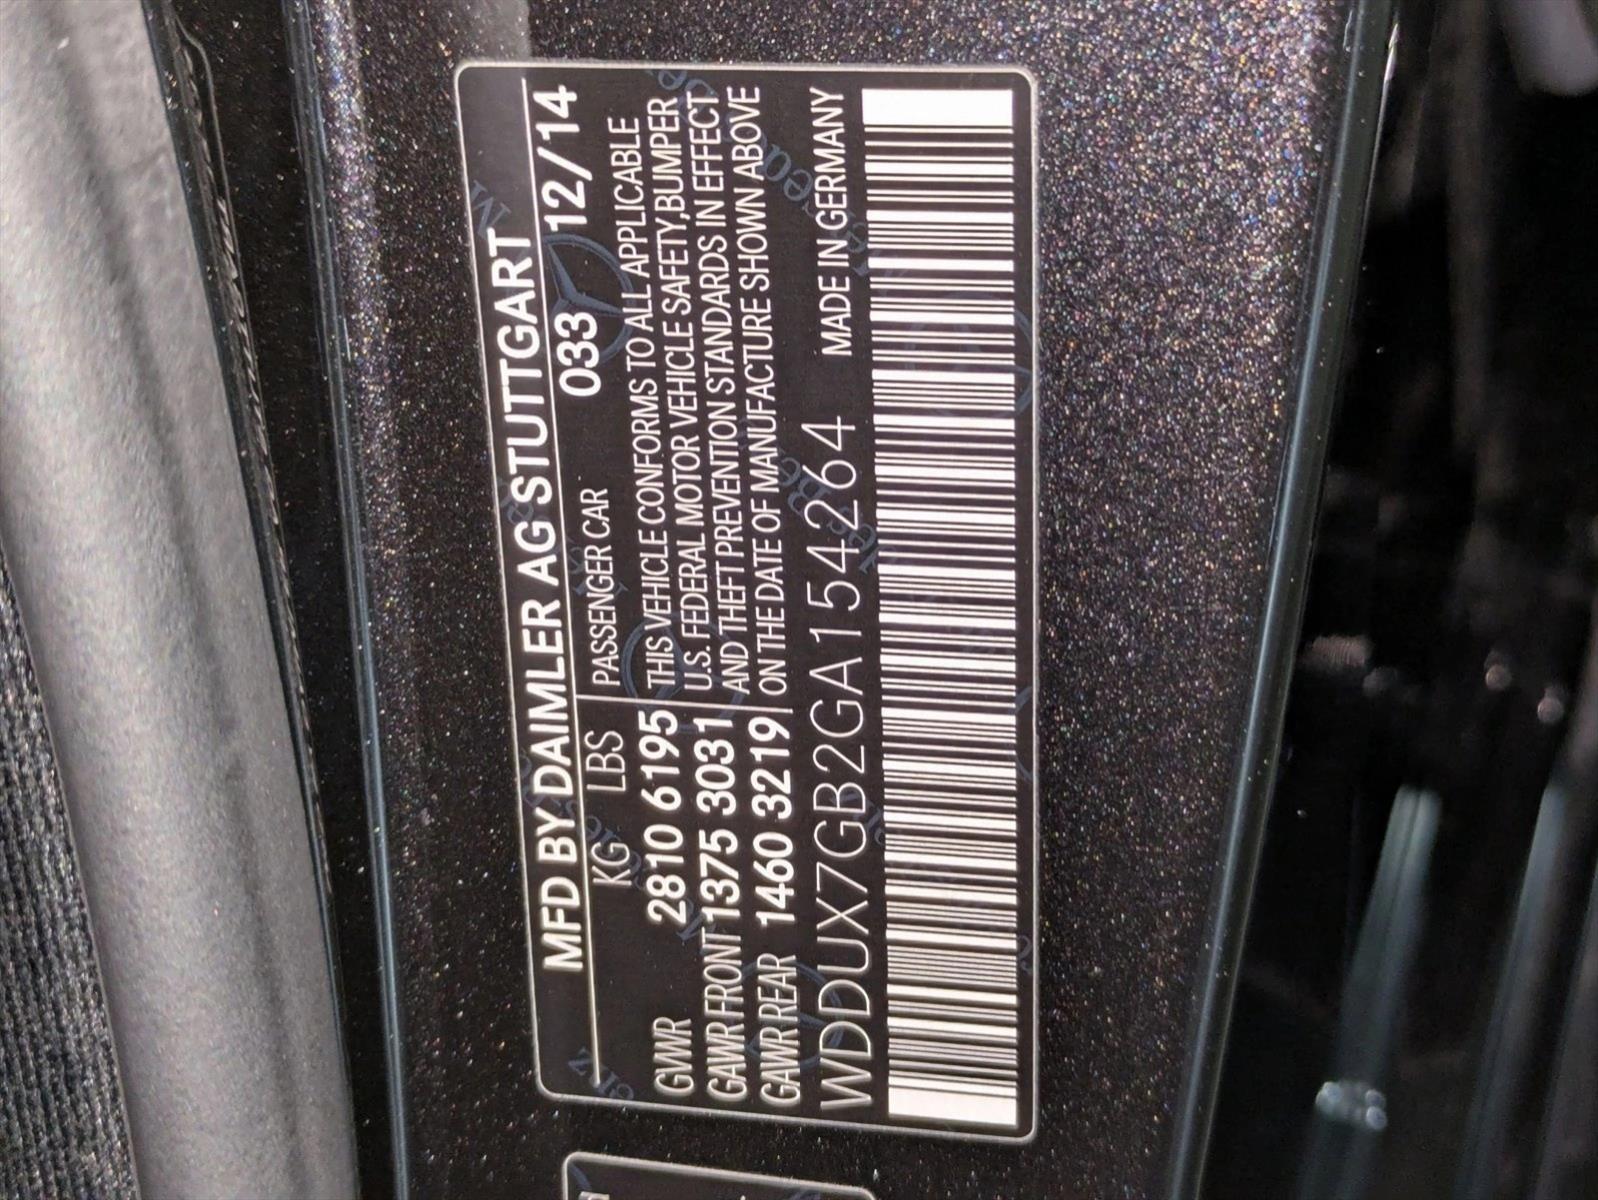 MFD BY DAIMLER AG STUTTGART
KG LBS PASSENGER CAR 033 12/14
GVWR 2810 6195 THIS VEHICLE CONFORMS TO ALL APPLICABLE
GAWR FRONT 1375 3031 U.S. FEDERAL MOTOR VEHICLE SAFETY,BUMPER
GAWR REAR 1460 3219 AND THEFT PREVENTION STANDARDS IN EFFECT
ON THE DATE OF MANUFACTURE SHOWN ABOVE
WDDUX7GB2GA154264 MADE IN GERMANY